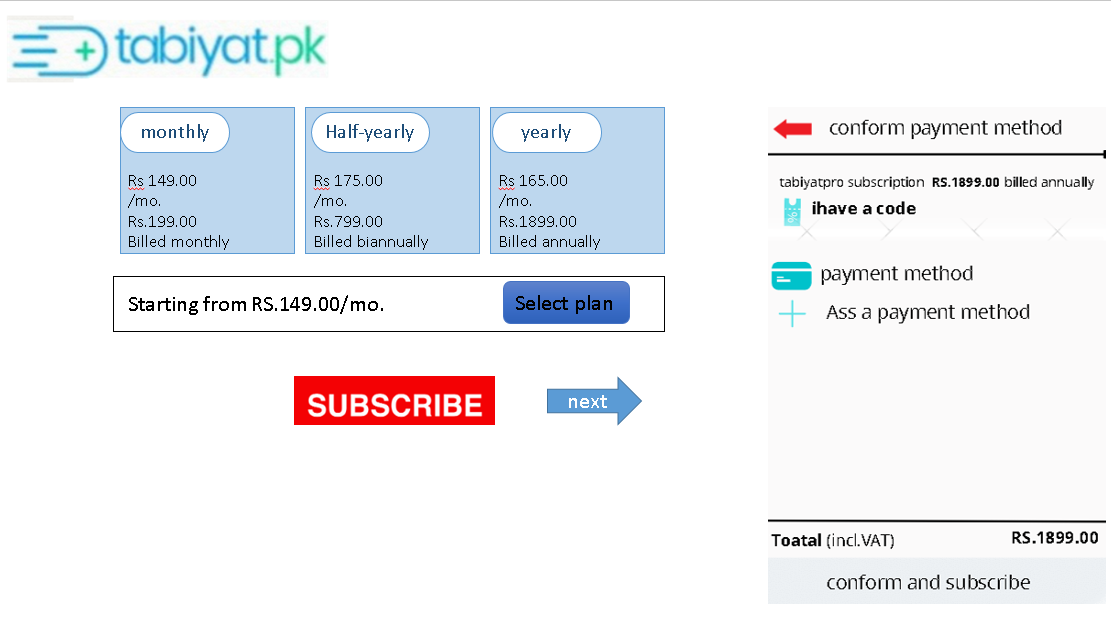 tabiyat.pk
monthly
Rs 149.00
/mo.
Rs.199.00
Billed monthly
Half-yearly
Rs 175.00
/mo.
Rs.799.00
Billed biannually
yearly
Rs 165.00
/mo.
Rs.1899.00
Billed annually
Starting from RS.149.00/mo.
Select plan
SUBSCRIBE
next
conform payment method
tabiyatpro subscription RS.1899.00 billed annually
%
ihave a code
payment method
Ass a payment method
Toatal (incl.VAT) RS.1899.00
conform and subscribe